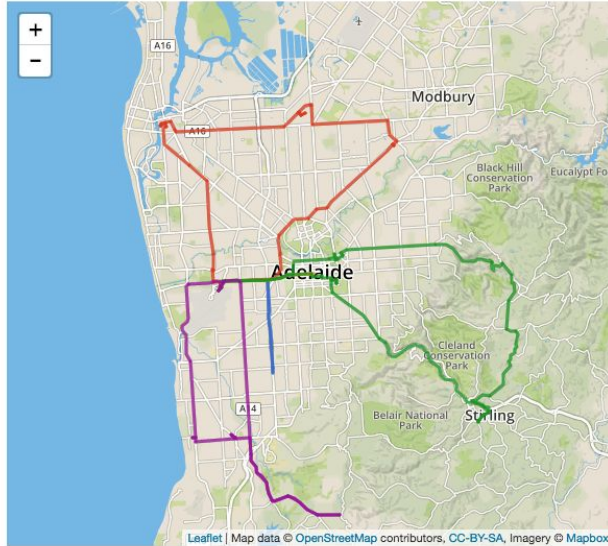 +
−
A16
Modbury
A16
Black Hill
Conservation
Park
Eucalypt Fo
Adelaide
Cleland
Conservation
Park
A14
Belair National
Park
Stirling
Leaflet | Map data © OpenStreetMap contributors, CC-BY-SA, Imagery © Mapbox